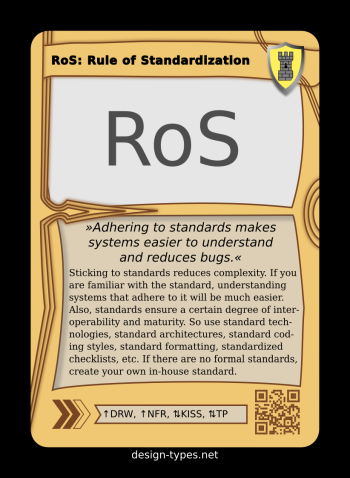 RoS: Rule of Standardization
RoS
»Adhering to standards makes
systems easier to understand
and reduces bugs.«
Sticking to standards reduces complexity. If you
are familiar with the standard, understanding
systems that adhere to it will be much easier.
Also, standards ensure a certain degree of inter-
operability and maturity. So use standard tech-
nologies, standard architectures, standard cod-
ing styles, standard formatting, standardized
checklists, etc. If there are no formal standards,
create your own in-house standard.
↑DRW, ↑NFR, ⇅KISS, ⇅TP
design-types.net